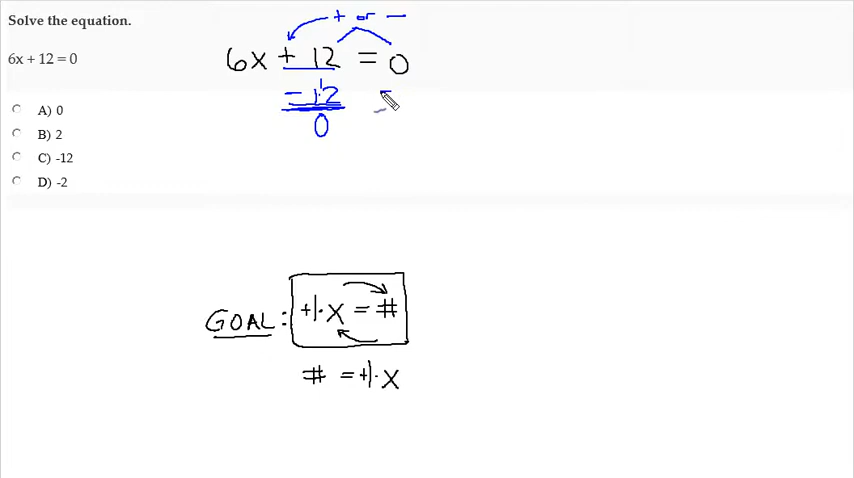 Solve the equation.
6x + 12 = 0
A) 0
B) 2
C) -12
D) -2
+ or -
6x + 12 = 0
- 12 -
0
GOAL: +1·x = #
# = +1·x